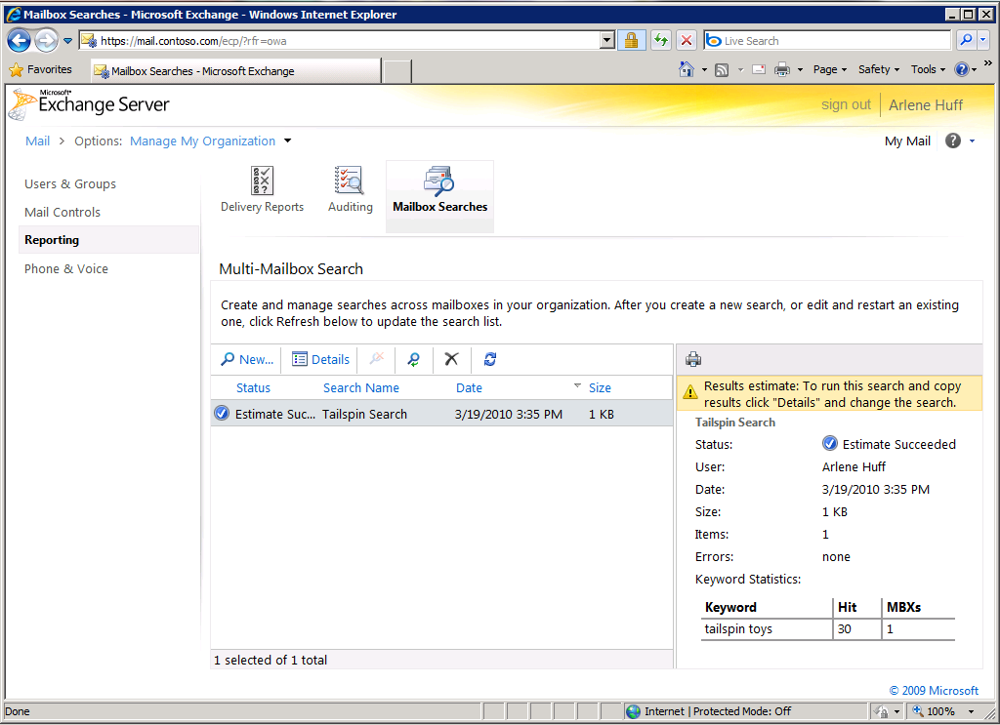 Mailbox Searches - Microsoft Exchange - Windows Internet Explorer
https://mail.contoso.com/ecp/?rfr=owa
Live Search
Favorites
Mailbox Searches - Microsoft Exchange
Page
Safety
Tools
»
Microsoft®
Exchange Server
sign out
Arlene Huff
Mail > Options: Manage My Organization
My Mail
?
Users & Groups
Mail Controls
Reporting
Phone & Voice
Delivery Reports
Auditing
Mailbox Searches
Multi-Mailbox Search
Create and manage searches across mailboxes in your organization. After you create a new search, or edit and restart an existing
one, click Refresh below to update the search list.
New...
Details
Status Search Name Date Size
Estimate Suc... Tailspin Search 3/19/2010 3:35 PM 1 KB
1 selected of 1 total
Results estimate: To run this search and copy
results click "Details" and change the search.
Tailspin Search
Status: Estimate Succeeded
User: Arlene Huff
Date: 3/19/2010 3:35 PM
Size: 1 KB
Items: 1
Errors: none
Keyword Statistics:
Keyword Hit MBXs
tailspin toys 30 1
© 2009 Microsoft
Done
Internet | Protected Mode: Off
100%